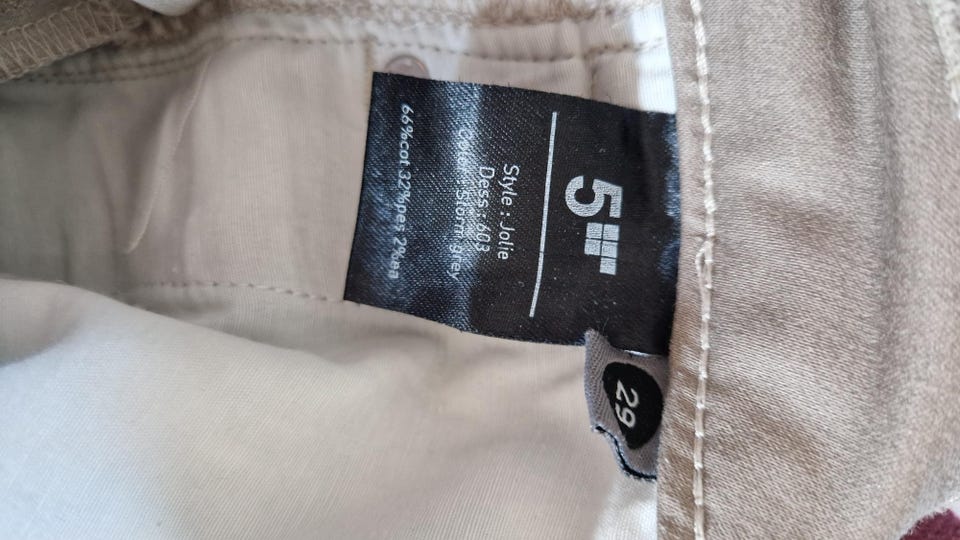 5
Style : Jolie
Dess : 603
Color : Storm grey
66%cot 32%pes 2%ea
29